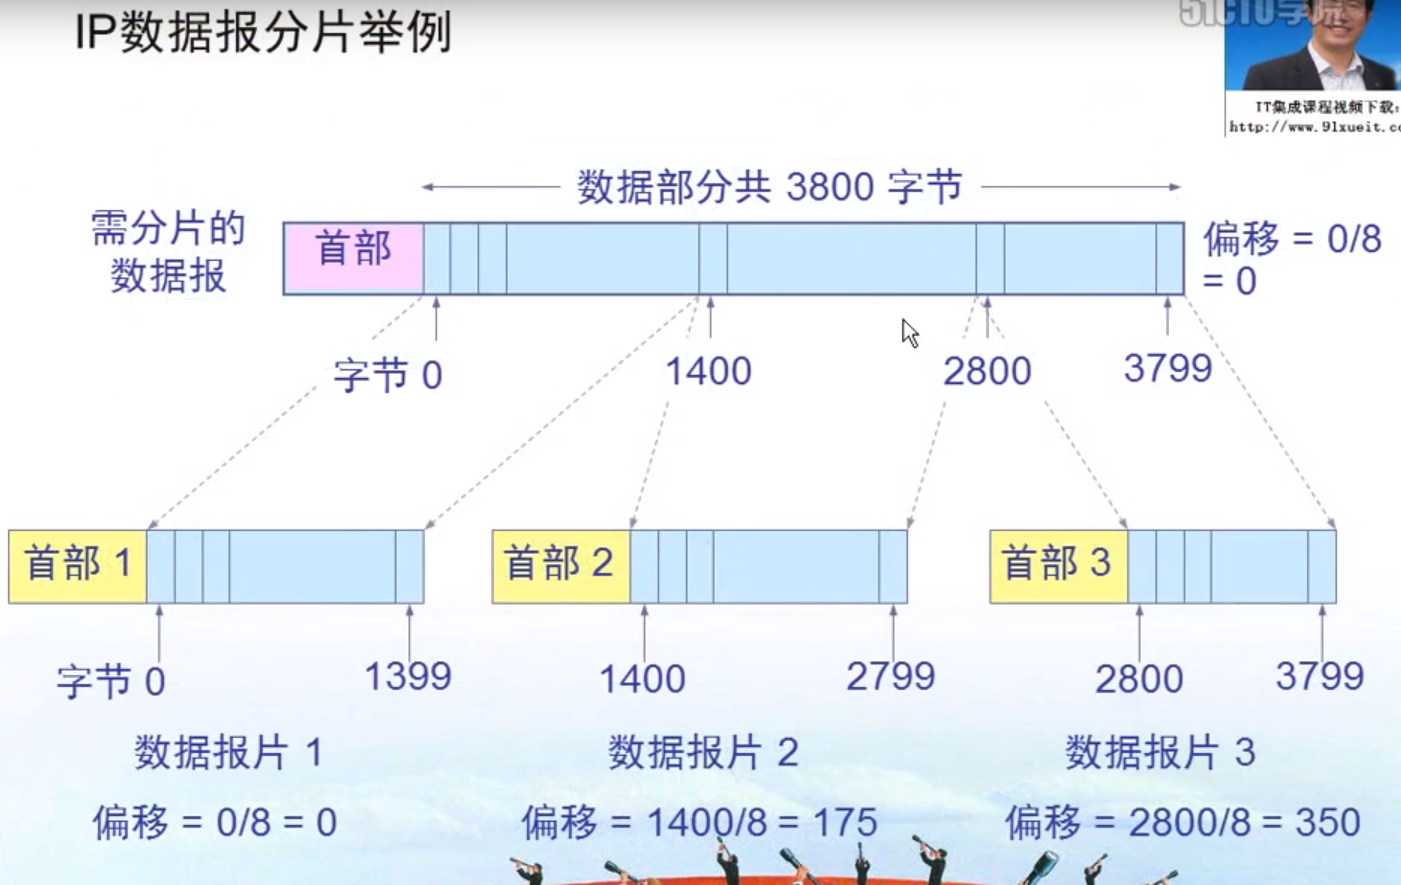 IP数据报分片举例
51CTO学院
IT集成课程视频下载:
数据部分共 3800 字节
需分片的
数据报
首部
偏移 = 0/8
= 0
字节 0
1400
2800
3799
首部 1
首部 2
首部 3
字节 0
1399
1400
2799
2800
3799
数据报片 1
数据报片 2
数据报片 3
偏移 = 0/8 = 0
偏移 = 1400/8 = 175
偏移 = 2800/8 = 350